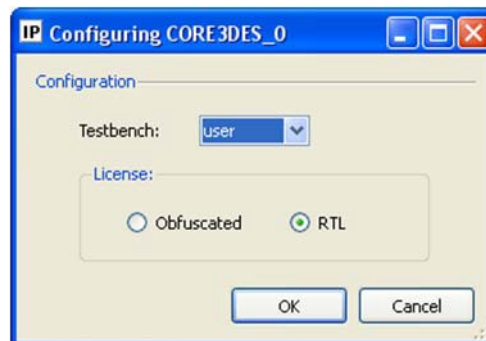 IP Configuring CORE3DES_0
Configuration
Testbench: user
License:
Obfuscated RTL
OK Cancel